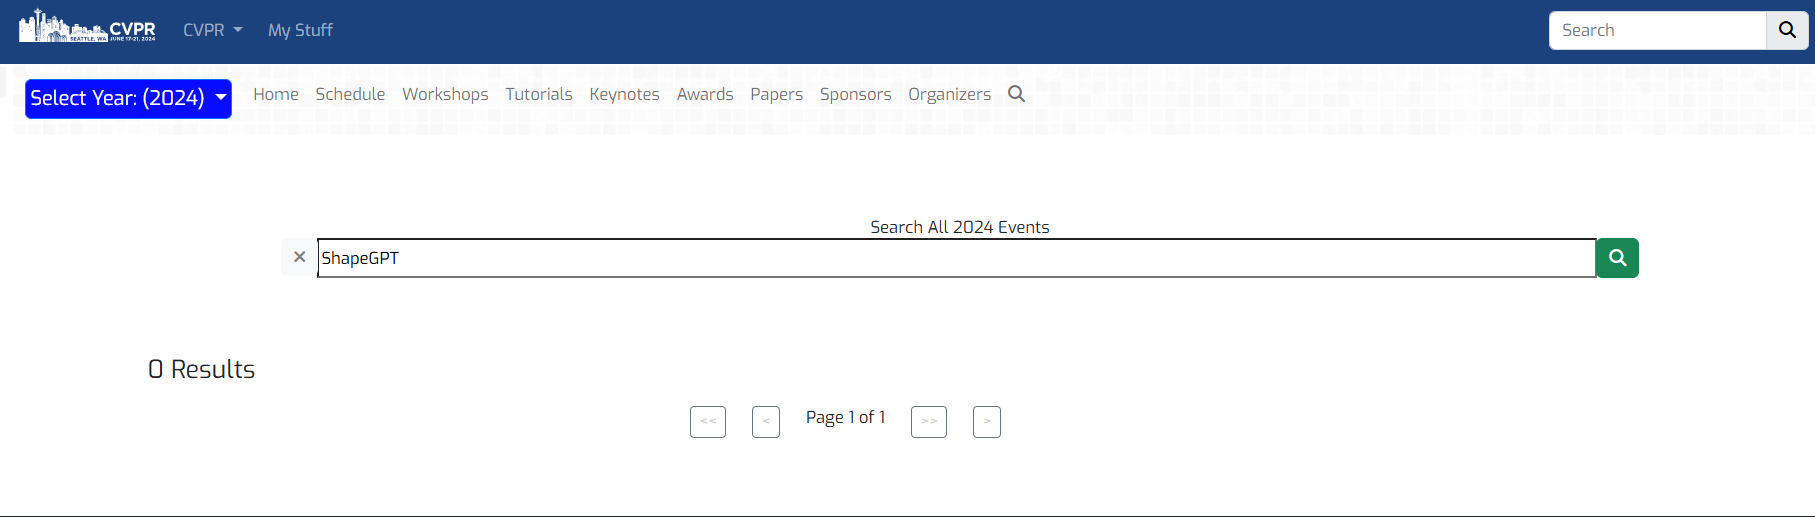 CVPR
SEATTLE, WA JUNE 17-21, 2024
CVPR
My Stuff
Search
Select Year: (2024)
Home Schedule Workshops Tutorials Keynotes Awards Papers Sponsors Organizers
Search All 2024 Events
× ShapeGPT
0 Results
<< < Page 1 of 1 >> >